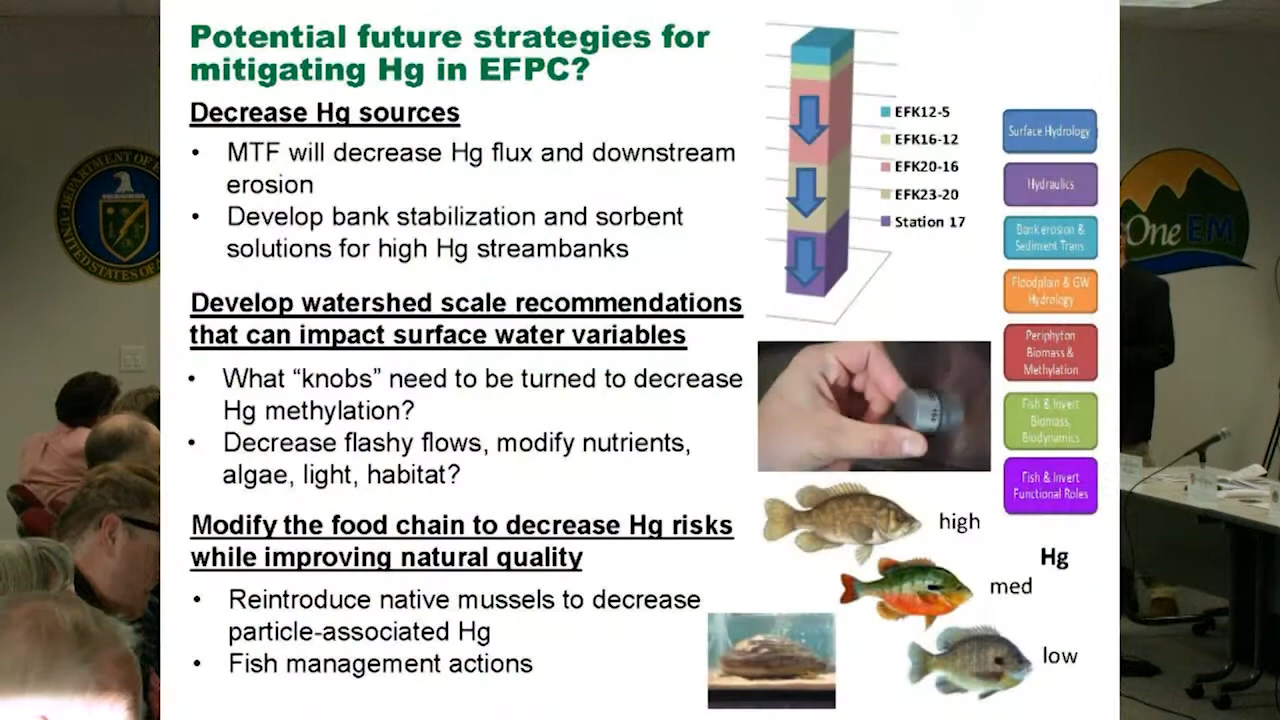 Potential future strategies for
mitigating Hg in EFPC?
Decrease Hg sources
• MTF will decrease Hg flux and downstream
erosion
• Develop bank stabilization and sorbent
solutions for high Hg streambanks
Develop watershed scale recommendations
that can impact surface water variables
• What “knobs” need to be turned to decrease
Hg methylation?
• Decrease flashy flows, modify nutrients,
algae, light, habitat?
Modify the food chain to decrease Hg risks
while improving natural quality
• Reintroduce native mussels to decrease
particle-associated Hg
• Fish management actions
EFK12-5
EFK16-12
EFK20-16
EFK23-20
Station 17
Surface Hydrology
Hydraulics
Bank erosion &
Sediment Trans.
Floodplain & GW
Hydrology
Periphyton
Biomass &
Methylation
Fish & Invert
Biomass,
Biodynamics
Fish & Invert
Functional Roles
high
Hg
med
low
DEPARTMENT OF
UNITED STATES OF
One EM